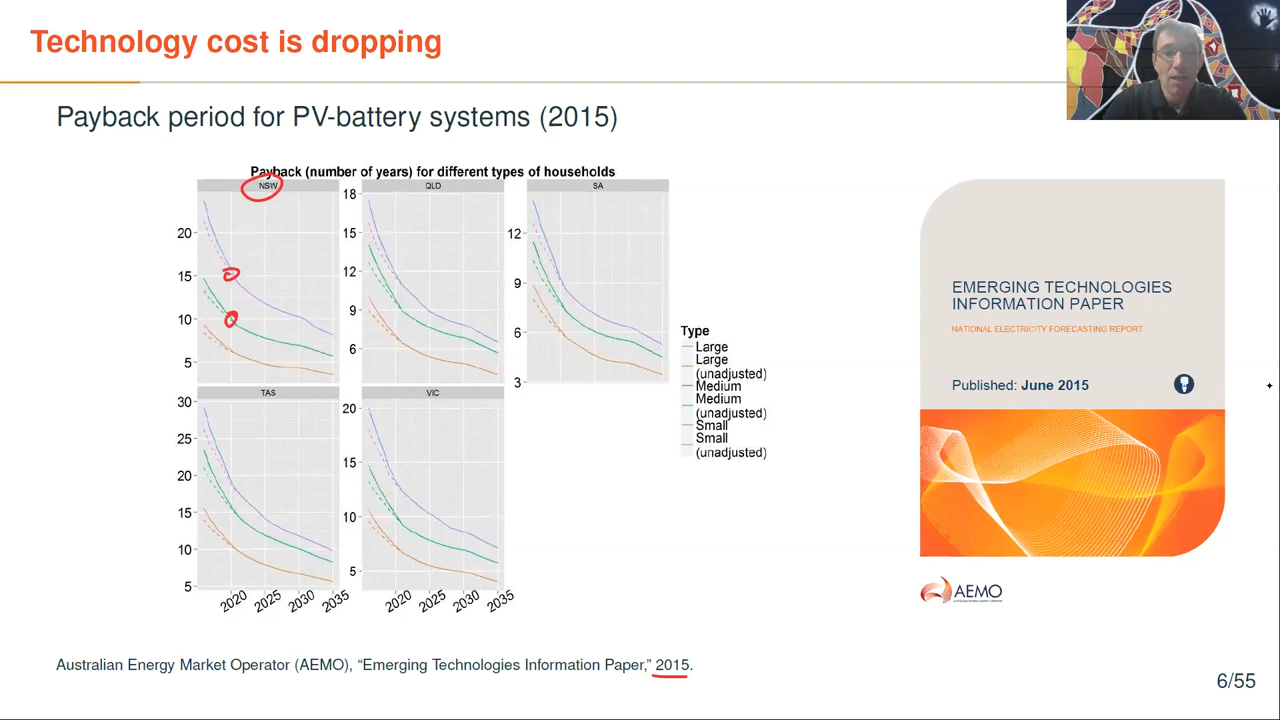 Technology cost is dropping
Payback period for PV-battery systems (2015)
Payback (number of years) for different types of households
NSW
QLD
SA
20
15
10
5
18
15
12
9
6
12
9
6
3
TAS
VIC
30
25
20
15
10
5
20
15
10
5
2020
2025
2030
2035
2020
2025
2030
2035
Type
Large
Large
(unadjusted)
Medium
Medium
(unadjusted)
Small
Small
(unadjusted)
EMERGING TECHNOLOGIES
INFORMATION PAPER
NATIONAL ELECTRICITY FORECASTING REPORT
Published: June 2015
AEMO
Australian Energy Market Operator (AEMO), “Emerging Technologies Information Paper,” 2015.
6/55